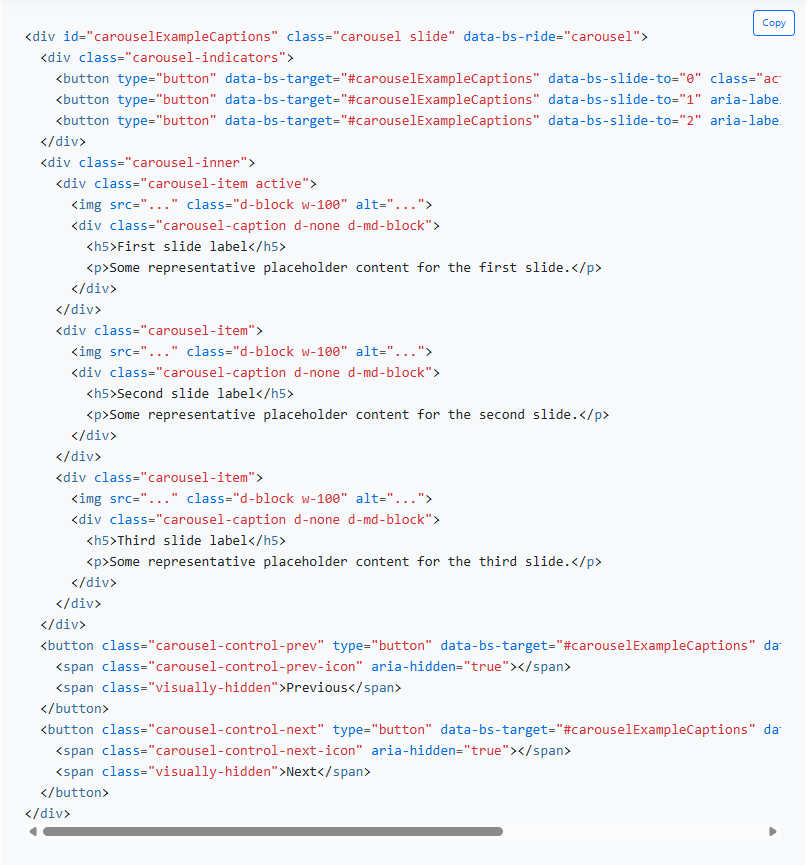 Copy
<div id="carouselExampleCaptions" class="carousel slide" data-bs-ride="carousel">
  <div class="carousel-indicators">
    <button type="button" data-bs-target="#carouselExampleCaptions" data-bs-slide-to="0" class="act
    <button type="button" data-bs-target="#carouselExampleCaptions" data-bs-slide-to="1" aria-label
    <button type="button" data-bs-target="#carouselExampleCaptions" data-bs-slide-to="2" aria-label
  </div>
  <div class="carousel-inner">
    <div class="carousel-item active">
      <img src="..." class="d-block w-100" alt="...">
      <div class="carousel-caption d-none d-md-block">
        <h5>First slide label</h5>
        <p>Some representative placeholder content for the first slide.</p>
      </div>
    </div>
    <div class="carousel-item">
      <img src="..." class="d-block w-100" alt="...">
      <div class="carousel-caption d-none d-md-block">
        <h5>Second slide label</h5>
        <p>Some representative placeholder content for the second slide.</p>
      </div>
    </div>
    <div class="carousel-item">
      <img src="..." class="d-block w-100" alt="...">
      <div class="carousel-caption d-none d-md-block">
        <h5>Third slide label</h5>
        <p>Some representative placeholder content for the third slide.</p>
      </div>
    </div>
  </div>
  <button class="carousel-control-prev" type="button" data-bs-target="#carouselExampleCaptions" dat
    <span class="carousel-control-prev-icon" aria-hidden="true"></span>
    <span class="visually-hidden">Previous</span>
  </button>
  <button class="carousel-control-next" type="button" data-bs-target="#carouselExampleCaptions" dat
    <span class="carousel-control-next-icon" aria-hidden="true"></span>
    <span class="visually-hidden">Next</span>
  </button>
</div>